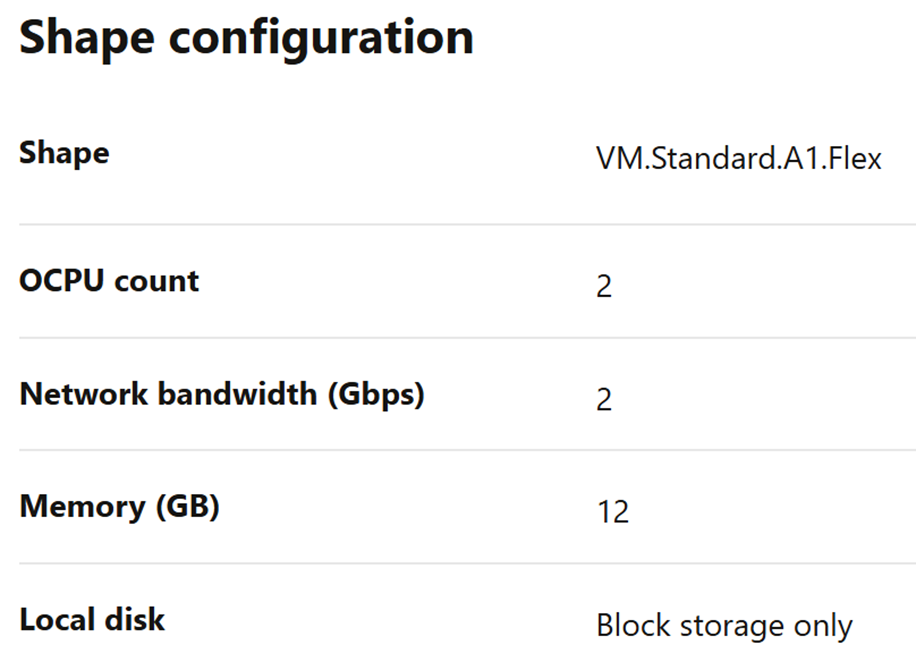 Shape configuration
Shape
VM.Standard.A1.Flex
OCPU count
2
Network bandwidth (Gbps)
2
Memory (GB)
12
Local disk
Block storage only